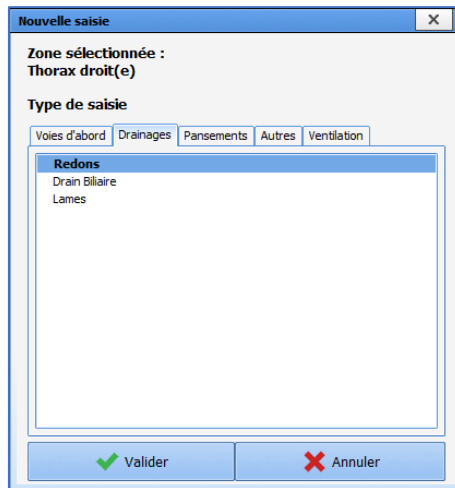 Nouvelle saisie
Zone sélectionnée :
Thorax droit(e)
Type de saisie
Voies d'abord Drainages Pansements Autres Ventilation
Redons
Drain Biliaire
Lames
Valider Annuler